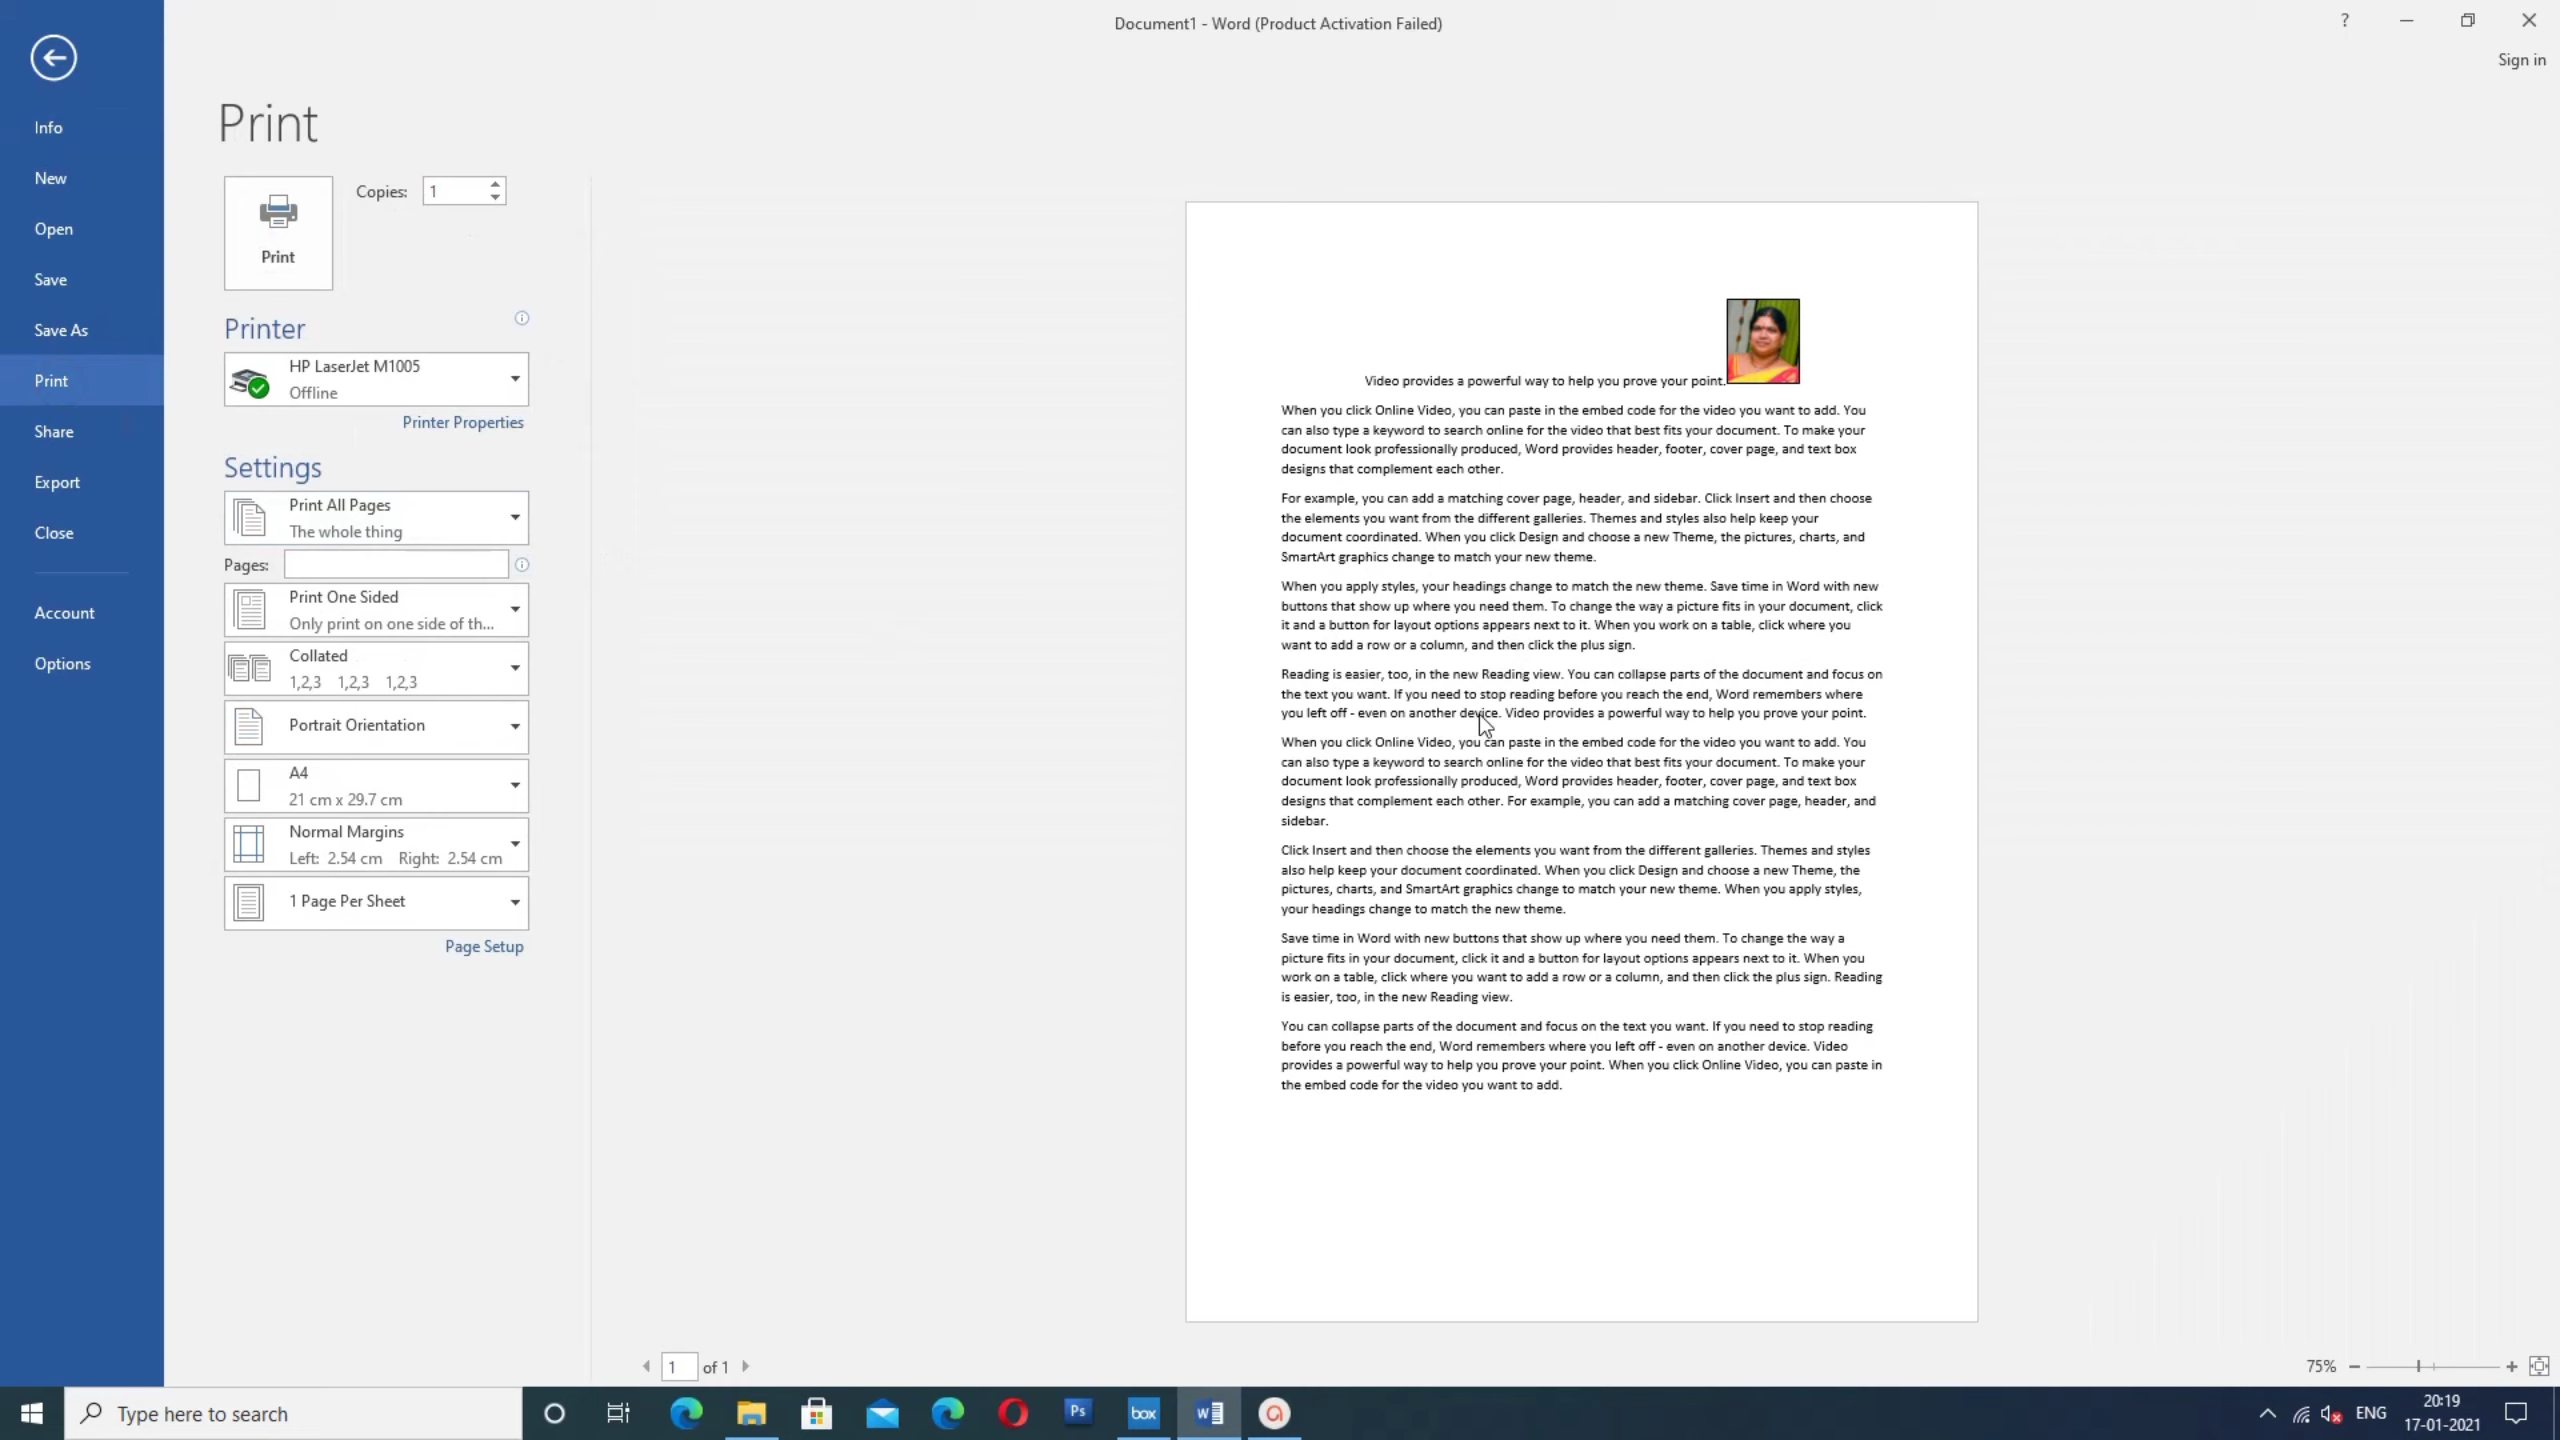 Document1 - Word (Product Activation Failed)
?
Sign in
Info
New
Open
Save
Save As
Print
Share
Export
Close
Account
Options
Print
Print
Copies: 1
Printer
HP LaserJet M1005
Offline
Printer Properties
Settings
Print All Pages
The whole thing
Pages:
Print One Sided
Only print on one side of th...
Collated
1,2,3 1,2,3 1,2,3
Portrait Orientation
A4
21 cm x 29.7 cm
Normal Margins
Left: 2.54 cm Right: 2.54 cm
1 Page Per Sheet
Page Setup
Video provides a powerful way to help you prove your point.
When you click Online Video, you can paste in the embed code for the video you want to add. You
can also type a keyword to search online for the video that best fits your document. To make your
document look professionally produced, Word provides header, footer, cover page, and text box
designs that complement each other.
For example, you can add a matching cover page, header, and sidebar. Click Insert and then choose
the elements you want from the different galleries. Themes and styles also help keep your
document coordinated. When you click Design and choose a new Theme, the pictures, charts, and
SmartArt graphics change to match your new theme.
When you apply styles, your headings change to match the new theme. Save time in Word with new
buttons that show up where you need them. To change the way a picture fits in your document, click
it and a button for layout options appears next to it. When you work on a table, click where you
want to add a row or a column, and then click the plus sign.
Reading is easier, too, in the new Reading view. You can collapse parts of the document and focus on
the text you want. If you need to stop reading before you reach the end, Word remembers where
you left off - even on another device. Video provides a powerful way to help you prove your point.
When you click Online Video, you can paste in the embed code for the video you want to add. You
can also type a keyword to search online for the video that best fits your document. To make your
document look professionally produced, Word provides header, footer, cover page, and text box
designs that complement each other. For example, you can add a matching cover page, header, and
sidebar.
Click Insert and then choose the elements you want from the different galleries. Themes and styles
also help keep your document coordinated. When you click Design and choose a new Theme, the
pictures, charts, and SmartArt graphics change to match your new theme. When you apply styles,
your headings change to match the new theme.
Save time in Word with new buttons that show up where you need them. To change the way a
picture fits in your document, click it and a button for layout options appears next to it. When you
work on a table, click where you want to add a row or a column, and then click the plus sign. Reading
is easier, too, in the new Reading view.
You can collapse parts of the document and focus on the text you want. If you need to stop reading
before you reach the end, Word remembers where you left off - even on another device. Video
provides a powerful way to help you prove your point. When you click Online Video, you can paste in
the embed code for the video you want to add.
1 of 1
75%
Type here to search
Ps
box
W
ENG
20:19
17-01-2021